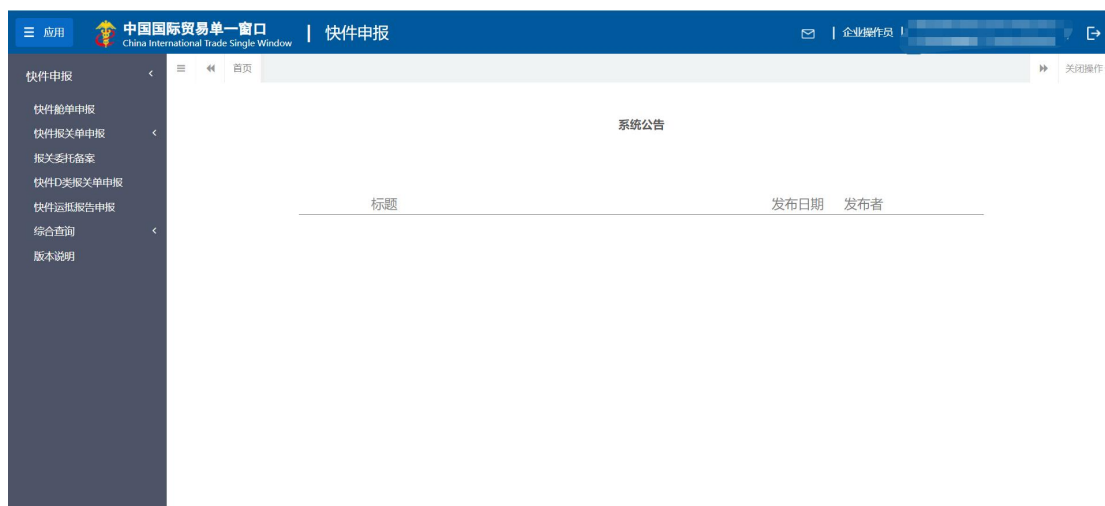 应用
中国国际贸易单一窗口
China International Trade Single Window
快件申报
企业操作员
快件申报
首页
关闭操作
快件舱单申报
快件报关单申报
报关委托备案
快件D类报关单申报
快件运抵报告申报
综合查询
版本说明
系统公告
标题 发布日期 发布者